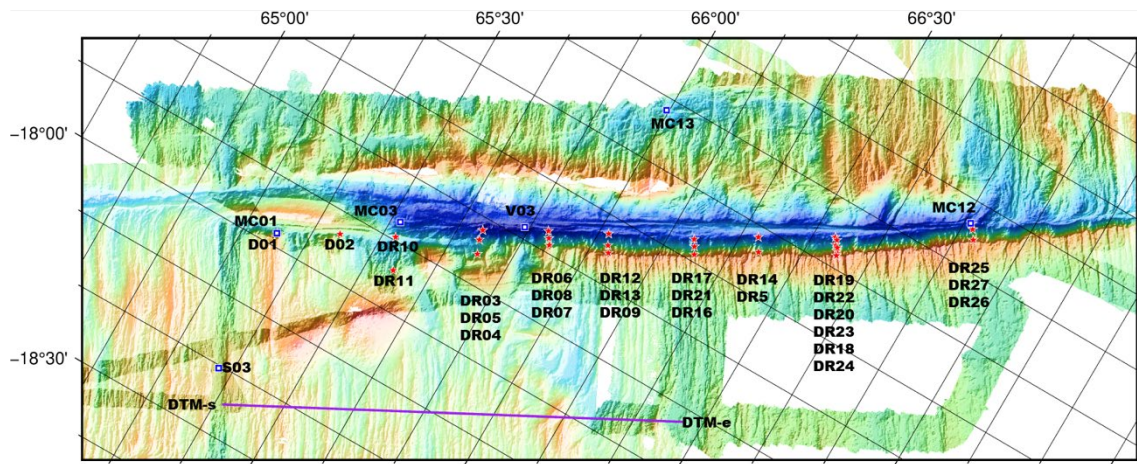 65°00'
65°30'
66°00'
66°30'
−18°00'
MC13
MC03
V03
MC12
MC01
D01
D02
DR10
DR11
DR03
DR05
DR04
DR06
DR08
DR07
DR12
DR13
DR09
DR17
DR21
DR16
DR14
DR5
DR19
DR22
DR20
DR23
DR18
DR24
DR25
DR27
DR26
−18°30'
S03
DTM-s
DTM-e